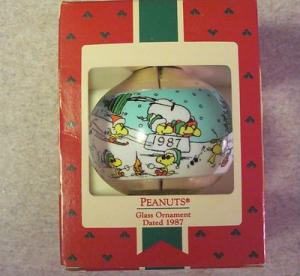 1987
PEANUTS®
Glass Ornament
Dated 1987